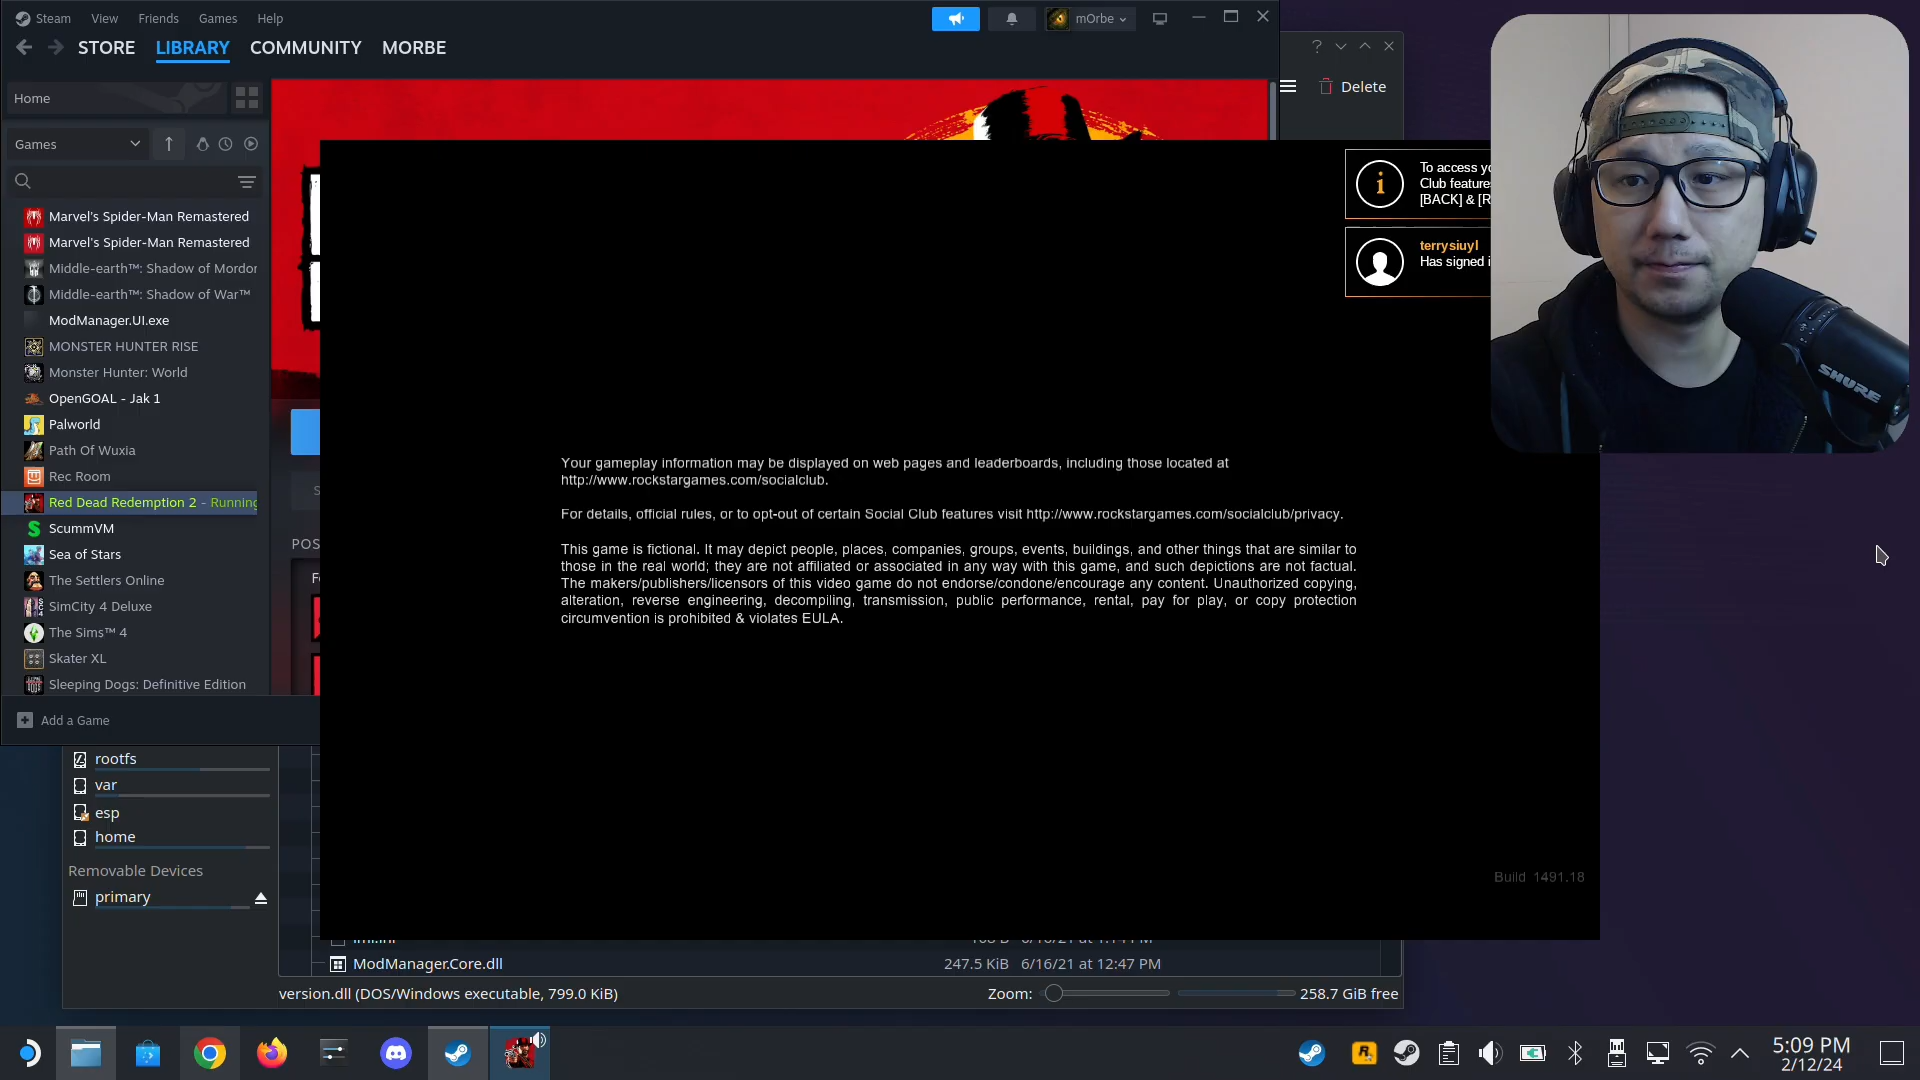 Steam View Friends Games Help
mOrbe
STORE LIBRARY COMMUNITY MORBE
Home
Delete
Games
Marvel's Spider-Man Remastered
Marvel's Spider-Man Remastered
Middle-earth™: Shadow of Mordor
Middle-earth™: Shadow of War™
ModManager.UI.exe
MONSTER HUNTER RISE
Monster Hunter: World
OpenGOAL - Jak 1
Palworld
Path Of Wuxia
Rec Room
Red Dead Redemption 2 - Running
ScummVM
Sea of Stars
The Settlers Online
SimCity 4 Deluxe
The Sims™ 4
Skater XL
Sleeping Dogs: Definitive Edition
Add a Game
To access
Club
[BACK] &
terrysiuyl
Has signed
SHURE
Your gameplay information may be displayed on web pages and leaderboards, including those located at
http://www.rockstargames.com/socialclub.
For details, official rules, or to opt-out of certain Social Club features visit http://www.rockstargames.com/socialclub/privacy.
This game is fictional. It may depict people, places, companies, groups, events, buildings, and other things that are similar to
those in the real world; they are not affiliated or associated in any way with this game, and such depictions are not factual.
The makers/publishers/licensors of this video game do not endorse/condone/encourage any content. Unauthorized copying,
alteration, reverse engineering, decompiling, transmission, public performance, rental, pay for play, or copy protection
circumvention is prohibited & violates EULA.
Build 1491.18
rootfs
var
esp
home
Removable Devices
primary
ModManager.Core.dll 247.5 KiB 6/16/21 at 12:47 PM
version.dll (DOS/Windows executable, 799.0 KiB) Zoom: 258.7 GiB free
5:09 PM
2/12/24